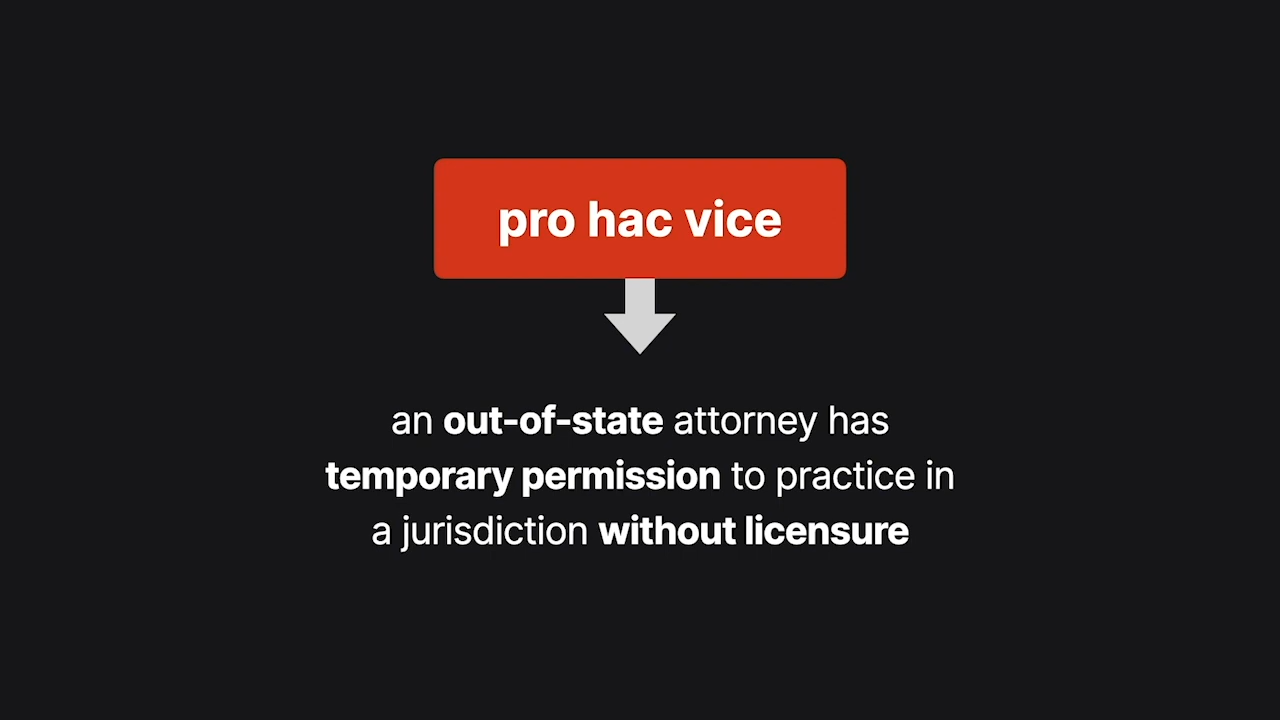 pro hac vice
an out-of-state attorney has
temporary permission to practice in
a jurisdiction without licensure